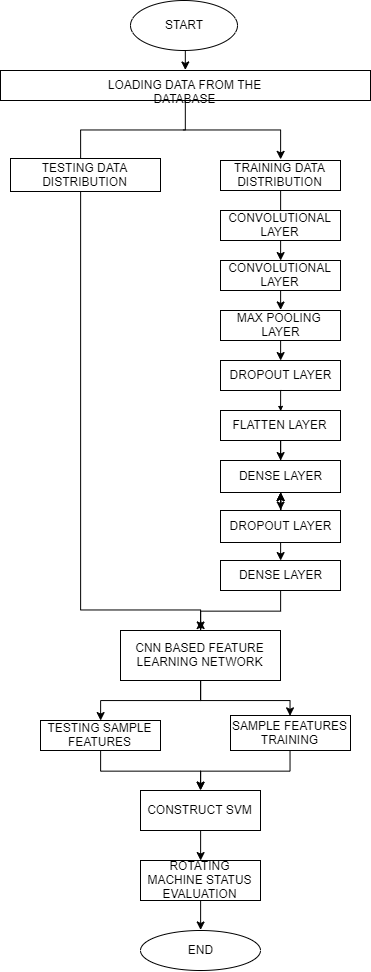 START
LOADING DATA FROM THE
DATABASE
TESTING DATA
DISTRIBUTION
TRAINING DATA
DISTRIBUTION
CONVOLUTIONAL
LAYER
CONVOLUTIONAL
LAYER
MAX POOLING
LAYER
DROPOUT LAYER
FLATTEN LAYER
DENSE LAYER
DROPOUT LAYER
DENSE LAYER
CNN BASED FEATURE
LEARNING NETWORK
TESTING SAMPLE
FEATURES
SAMPLE FEATURES
TRAINING
CONSTRUCT SVM
ROTATING
MACHINE STATUS
EVALUATION
END